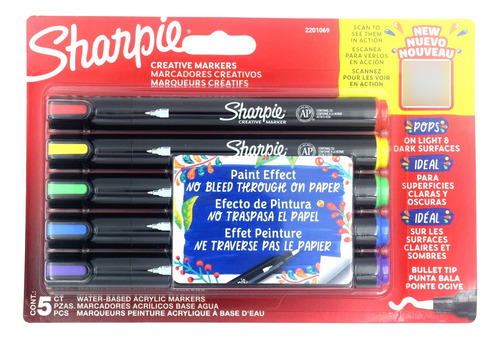 Sharpie
2201069
CREATIVE MARKERS
MARCADORES CREATIVOS
MARQUEURS CRÉATIFS
SCAN TO
SEE THEM
IN ACTION
ESCANEA
PARA VERLOS
EN ACCIÓN
SCANNEZ
POUR LES VOIR
EN ACTION
NEW
NUEVO
NOUVEAU
Sharpie
CREATIVE MARKER
AP
Sharpie
AP
POPS
ON LIGHT &
DARK SURFACES
IDEAL
PARA
SUPERFICIES
CLARAS Y
OSCURAS
IDÉAL
SUR LES
SURFACES
CLAIRES ET
SOMBRES
BULLET TIP
PUNTA BALA
POINTE OGIVE
Paint Effect
NO BLEED THROUGH ON PAPER
Efecto de Pintura
NO TRASPASA EL PAPEL
Effet Peinture
NE TRAVERSE PAS LE PAPIER
CONT.
5
CT
PZAS.
PCS
WATER-BASED ACRYLIC MARKERS
MARCADORES ACRÍLICOS BASE AGUA
MARQUEURS PEINTURE ACRYLIQUE À BASE D'EAU